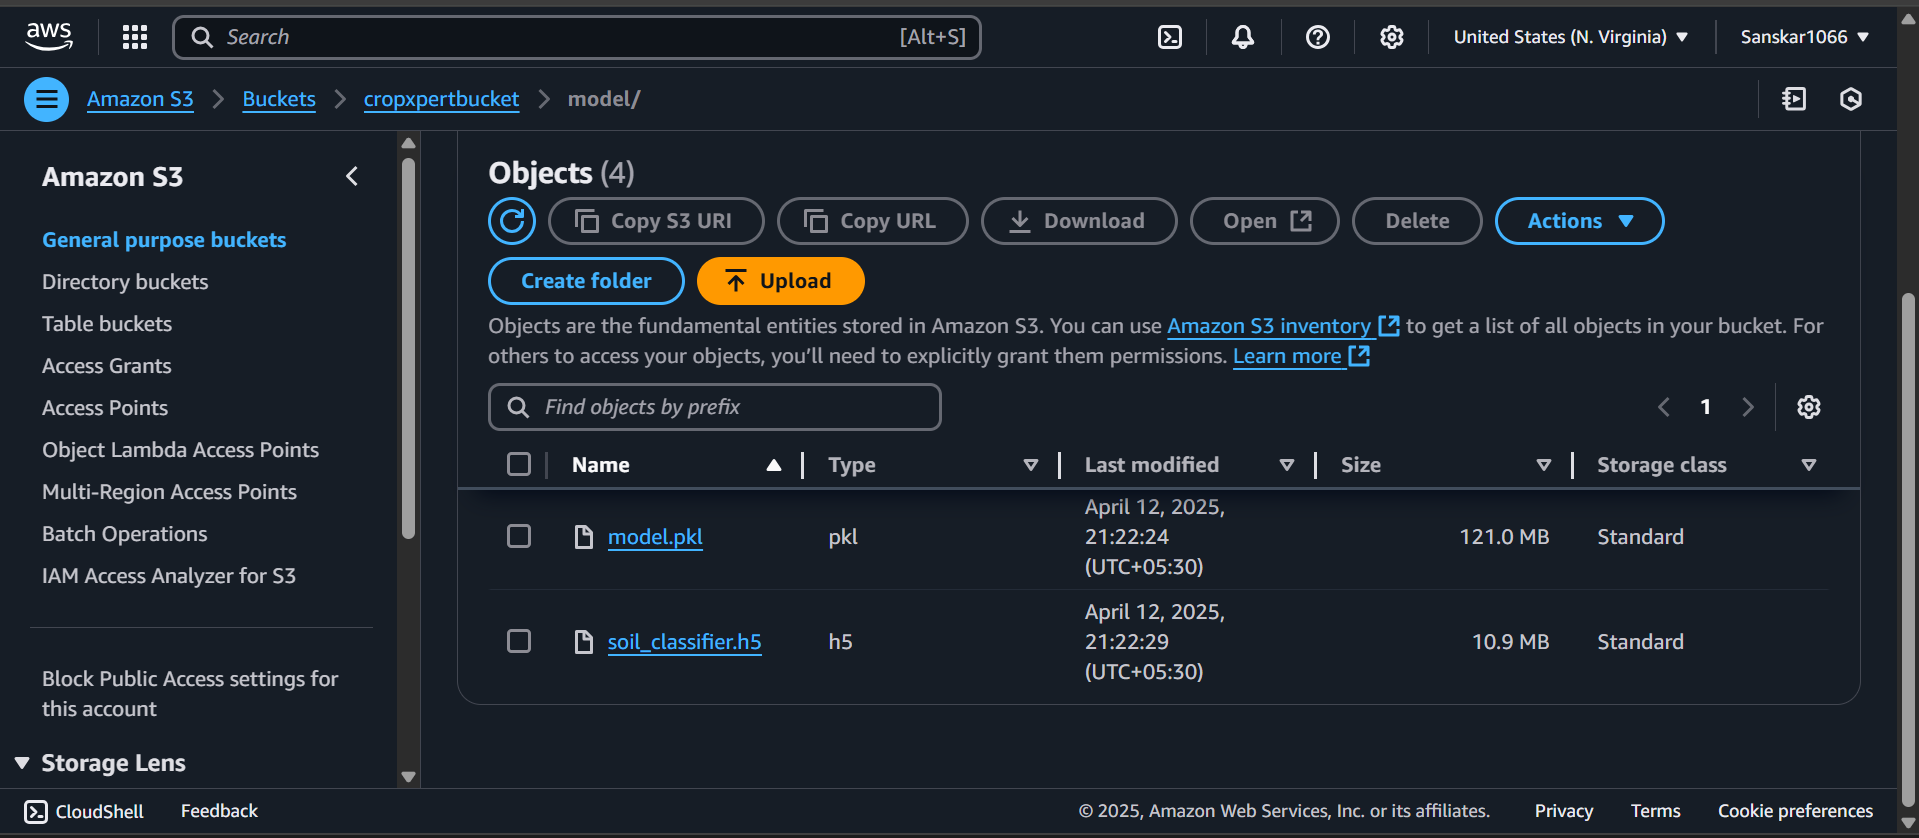 aws
Search [Alt+S]
United States (N. Virginia)
Sanskar1066
Amazon S3
Buckets
cropxpertbucket
model/
Amazon S3
General purpose buckets
Directory buckets
Table buckets
Access Grants
Access Points
Object Lambda Access Points
Multi-Region Access Points
Batch Operations
IAM Access Analyzer for S3
Block Public Access settings for
this account
Storage Lens
Objects (4)
Copy S3 URI
Copy URL
Download
Open
Delete
Actions
Create folder
Upload
Objects are the fundamental entities stored in Amazon S3. You can use Amazon S3 inventory to get a list of all objects in your bucket. For
others to access your objects, you’ll need to explicitly grant them permissions. Learn more
Find objects by prefix
1
Name Type Last modified Size Storage class
model.pkl pkl April 12, 2025,
21:22:24
(UTC+05:30) 121.0 MB Standard
soil_classifier.h5 h5 April 12, 2025,
21:22:29
(UTC+05:30) 10.9 MB Standard
CloudShell
Feedback
© 2025, Amazon Web Services, Inc. or its affiliates.
Privacy
Terms
Cookie preferences